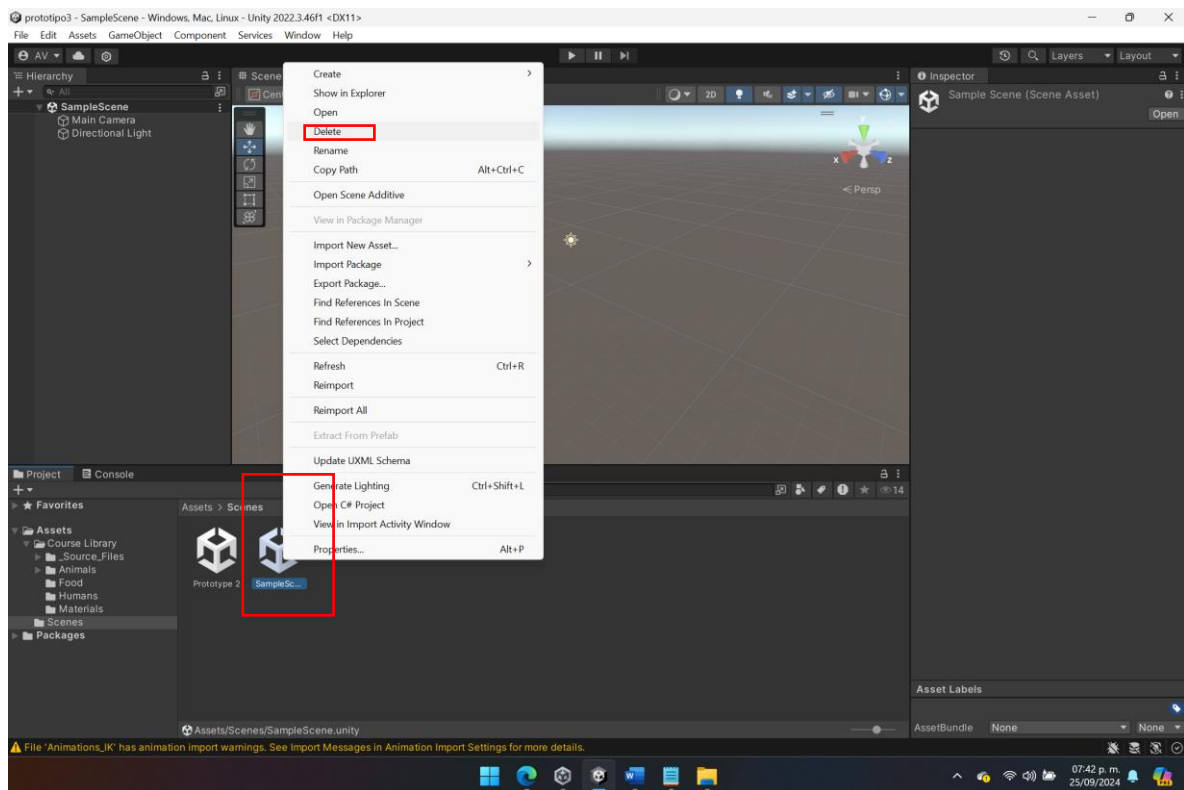 prototipo3 - SampleScene - Windows, Mac, Linux - Unity 2022.3.46f1 <DX11>
File Edit Assets GameObject Component Services Window Help
AV
Layers Layout
Hierarchy
All
SampleScene
Main Camera
Directional Light
Scene
Cen
2D
x
z
Persp
Create
Show in Explorer
Open
Delete
Rename
Copy Path Alt+Ctrl+C
Open Scene Additive
View in Package Manager
Import New Asset...
Import Package
Export Package...
Find References In Scene
Find References In Project
Select Dependencies
Refresh Ctrl+R
Reimport
Reimport All
Extract From Prefab
Update UXML Schema
Generate Lighting Ctrl+Shift+L
Open C# Project
View in Import Activity Window
Properties... Alt+P
Inspector
Sample Scene (Scene Asset)
Open
Project Console
14
Favorites
Assets
Course Library
_Source_Files
Animals
Food
Humans
Materials
Scenes
Packages
Assets > Scenes
Prototype 2 SampleSc...
Assets/Scenes/SampleScene.unity
Asset Labels
AssetBundle None None
File 'Animations_IK' has animation import warnings. See Import Messages in Animation Import Settings for more details.
07:42 p. m.
25/09/2024